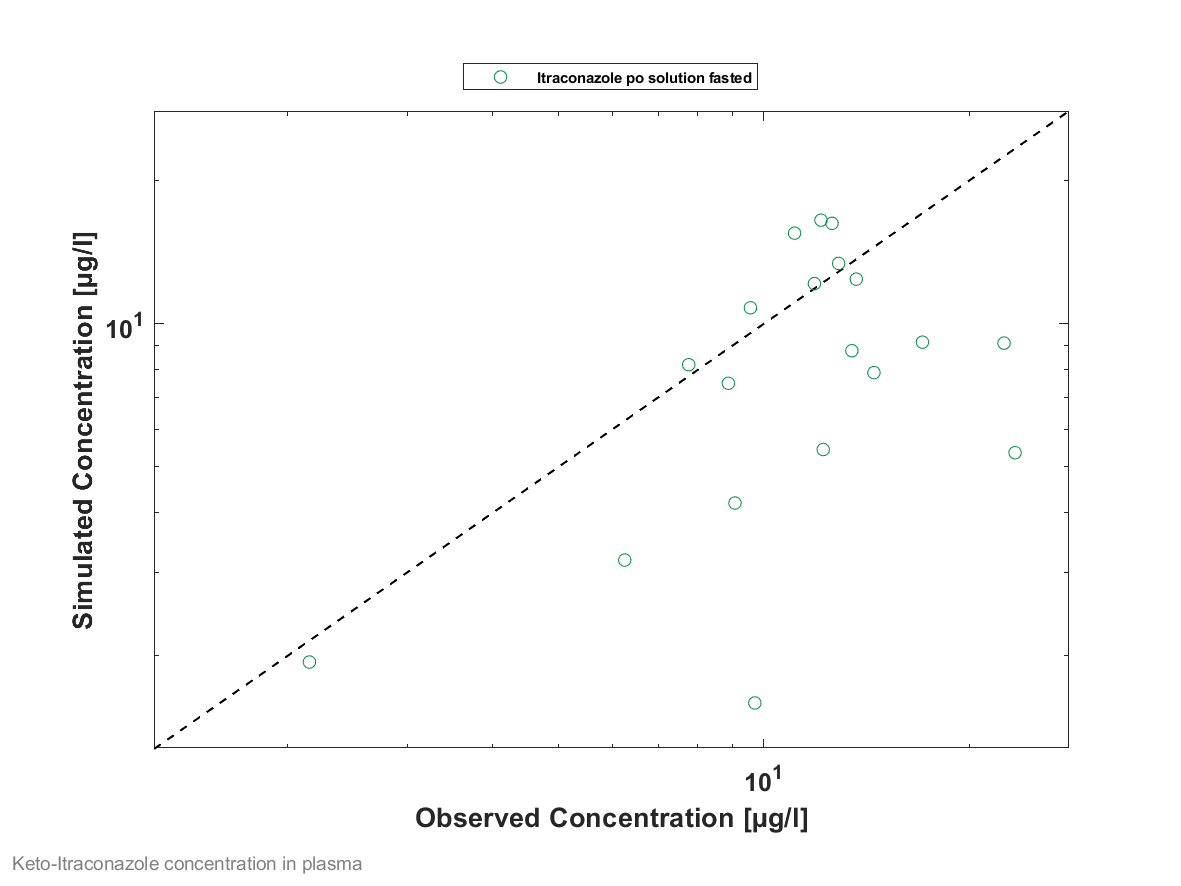 Itraconazole po solution fasted
Simulated Concentration [µg/l]
10^1
10^1
Observed Concentration [µg/l]
Keto-Itraconazole concentration in plasma